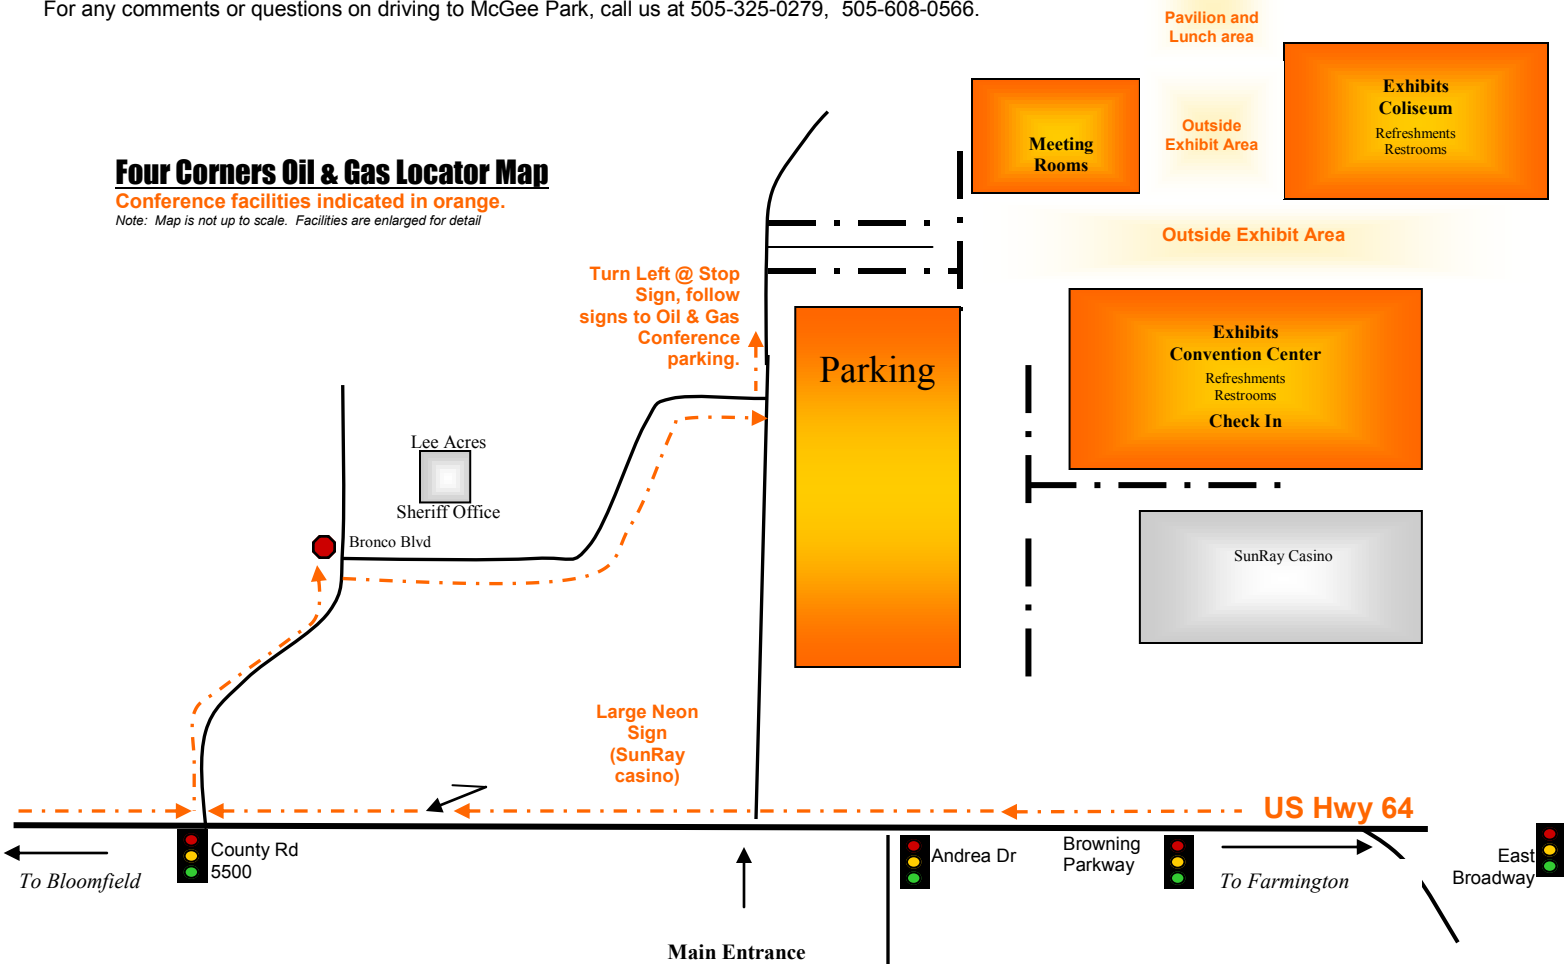 For any comments or questions on driving to McGee Park, call us at 505-325-0279,  505-608-0566.
Pavilion and
Lunch area
Exhibits
Coliseum
Refreshments
Restrooms
Outside
Exhibit Area
Meeting
Rooms
Four Corners Oil & Gas Locator Map
Conference facilities indicated in orange.
Note:  Map is not up to scale.  Facilities are enlarged for detail
Outside Exhibit Area
Turn Left @ Stop
Sign, follow
signs to Oil & Gas
Conference
parking.
Parking
Exhibits
Convention Center
Refreshments
Restrooms
Check In
Lee Acres
Sheriff Office
Bronco Blvd
SunRay Casino
Large Neon
Sign
(SunRay
casino)
US Hwy 64
County Rd
5500
To Bloomfield
Andrea Dr
Browning
Parkway
To Farmington
East
Broadway
Main Entrance